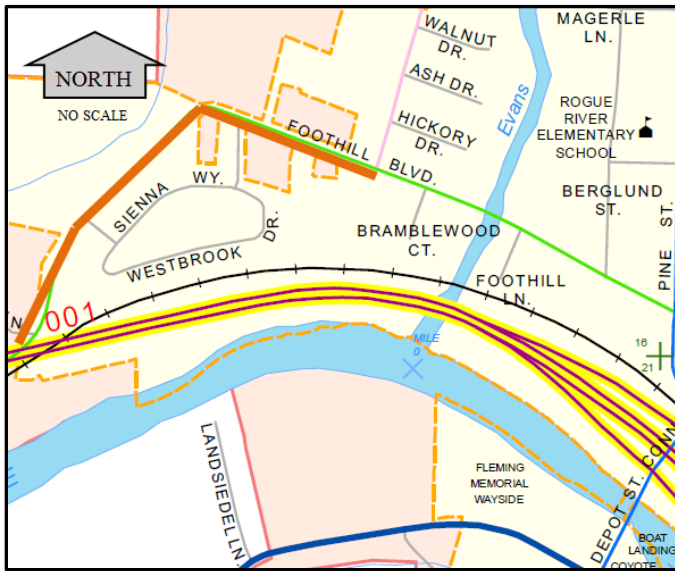 WALNUT
DR.
MAGERLE
LN.
NORTH
NO SCALE
ASH DR.
Evans
ROGUE
RIVER
ELEMENTARY
SCHOOL
HICKORY
DR.
FOOTHILL
BLVD.
SIENNA
WY.
BERGLUND
ST.
PINE ST.
DR.
WESTBROOK
BRAMBLEWOOD
CT.
FOOTHILL
LN.
N
001
MILE
0
16
21
LANDSIEDEL LN.
FLEMING
MEMORIAL
WAYSIDE
DEPOT ST. CONN
BOAT
LANDING
COYOTE
E